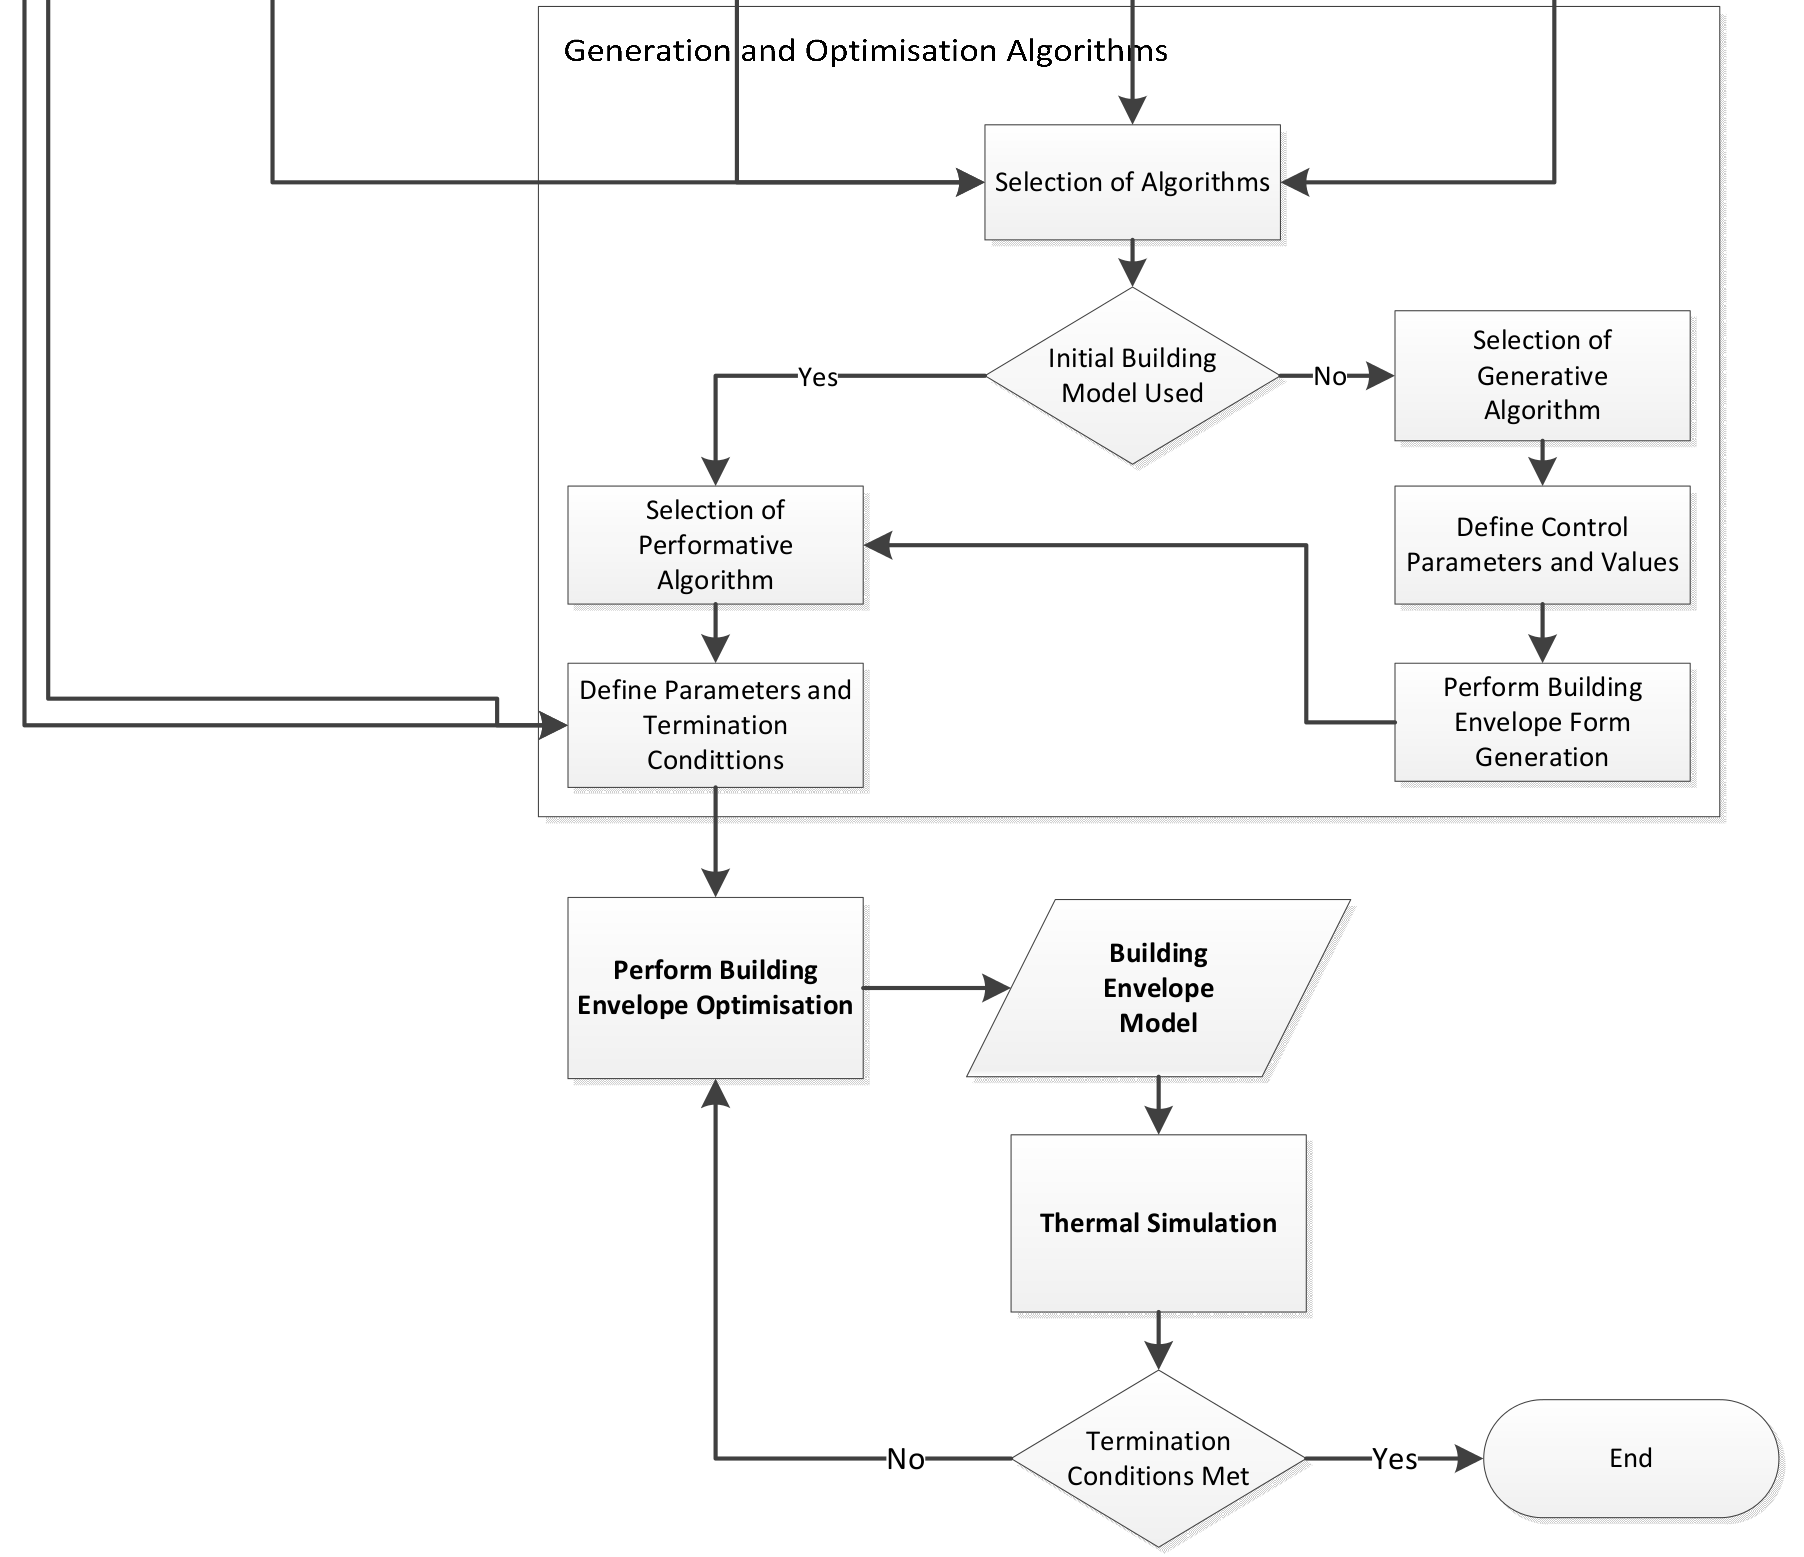 Generation and Optimisation Algorithms
Selection of Algorithms
Initial Building
Model Used
Yes
No
Selection of
Generative
Algorithm
Selection of
Performative
Algorithm
Define Control
Parameters and Values
Define Parameters and
Termination
Condittions
Perform Building
Envelope Form
Generation
Perform Building
Envelope Optimisation
Building
Envelope
Model
Thermal Simulation
Termination
Conditions Met
No
Yes
End